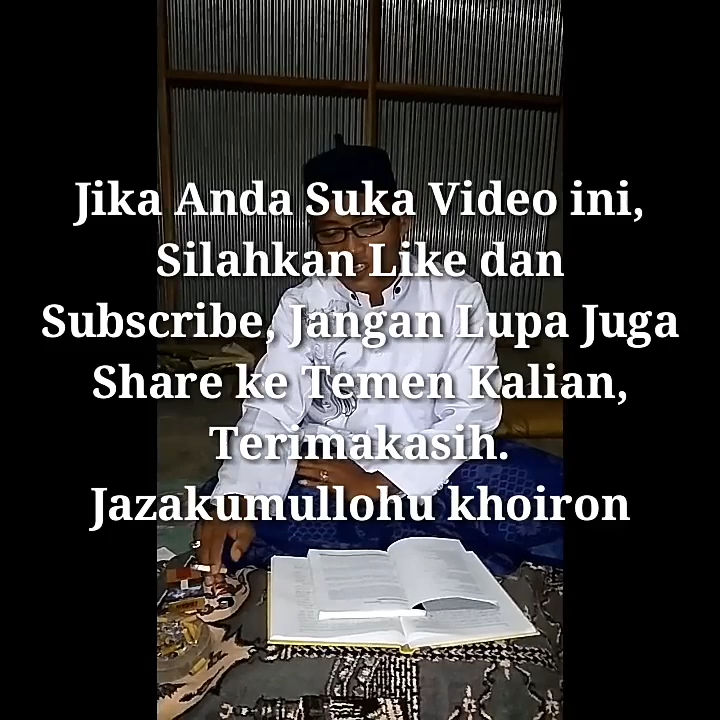 Jika Anda Suka Video ini,
Silahkan Like dan
Subscribe, Jangan Lupa Juga
Share ke Temen Kalian,
Terimakasih.
Jazakumullohu khoiron